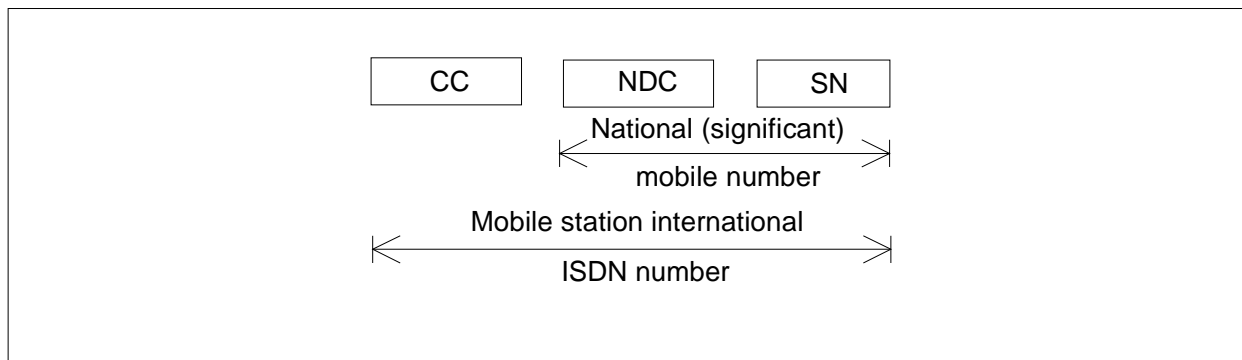 CC NDC SN
National (significant)
mobile number
Mobile station international
ISDN number